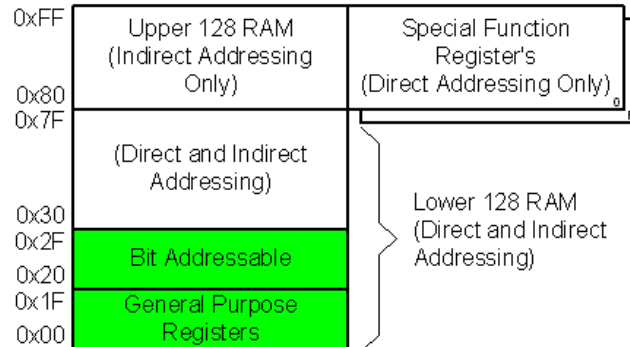 0xFF
Upper 128 RAM
(Indirect Addressing
Only)
0x80
Special Function
Register's
(Direct Addressing Only)
0
0x7F
(Direct and Indirect
Addressing)
0x30
Lower 128 RAM
(Direct and Indirect
Addressing)
0x2F
Bit Addressable
0x20
0x1F
General Purpose
Registers
0x00